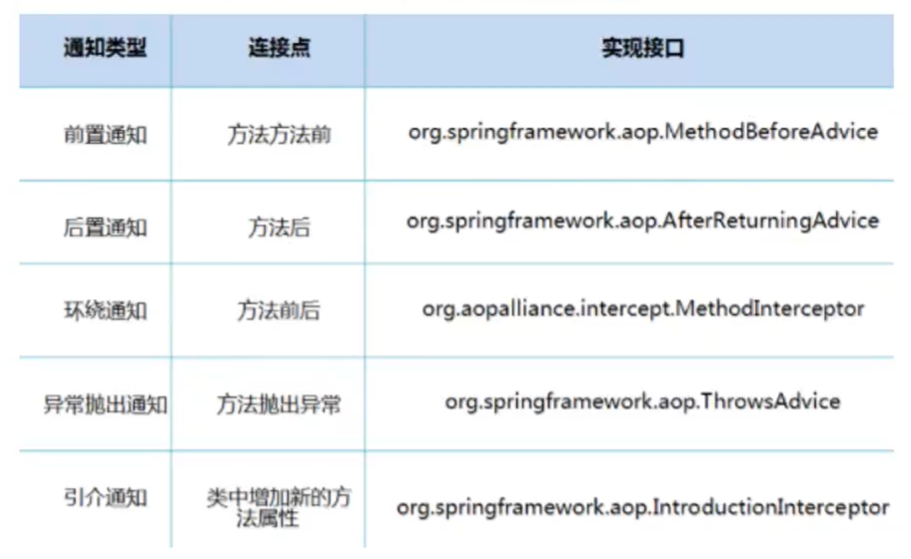 通知类型 连接点 实现接口
前置通知 方法方法前 org.springframework.aop.MethodBeforeAdvice
后置通知 方法后 org.springframework.aop.AfterReturningAdvice
环绕通知 方法前后 org.aopalliance.intercept.MethodInterceptor
异常抛出通知 方法抛出异常 org.springframework.aop.ThrowsAdvice
引介通知 类中增加新的方
法属性 org.springframework.aop.IntroductionInterceptor